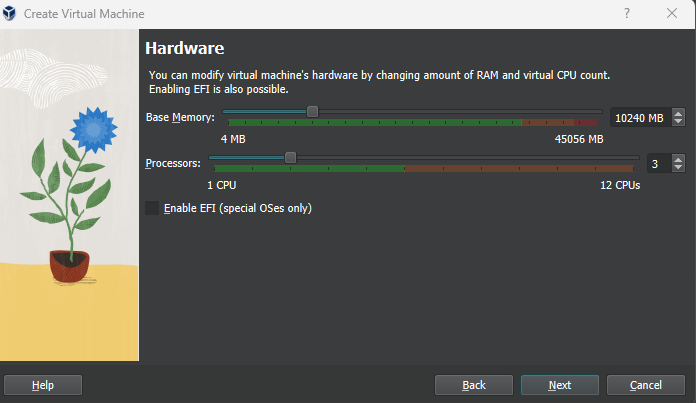 Create Virtual Machine
Hardware
You can modify virtual machine's hardware by changing amount of RAM and virtual CPU count.
Enabling EFI is also possible.
Base Memory: 10240 MB
4 MB 45056 MB
Processors: 3
1 CPU 12 CPUs
Enable EFI (special OSes only)
Help Back Next Cancel